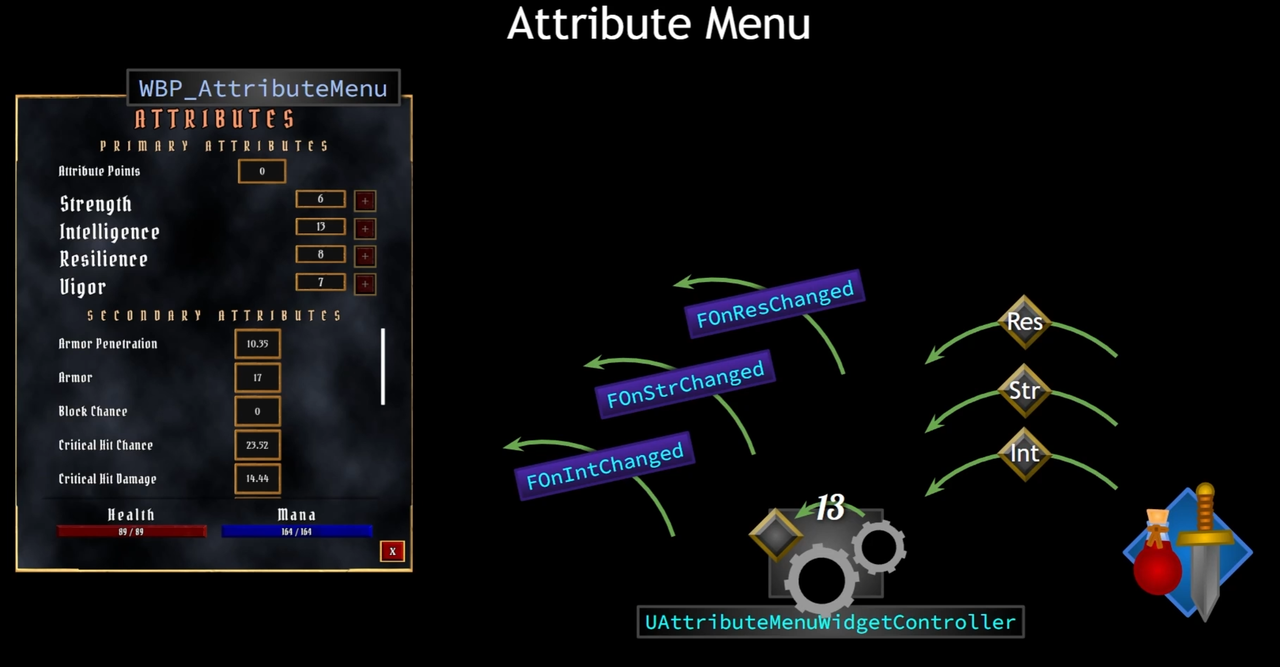 Attribute Menu
WBP_AttributeMenu
ATTRIBUTES
PRIMARY ATTRIBUTES
Attribute Points 0
Strength 6 +
Intelligence 13 +
Resilience 8 +
Vigor 7 +
SECONDARY ATTRIBUTES
Armor Penetration 10.35
Armor 17
Block Chance 0
Critical Hit Chance 23.52
Critical Hit Damage 14.44
Health Mana
89 / 89 164 / 164
X
FOnResChanged
FOnStrChanged
FOnIntChanged
Res
Str
Int
13
UAttributeMenuWidgetController